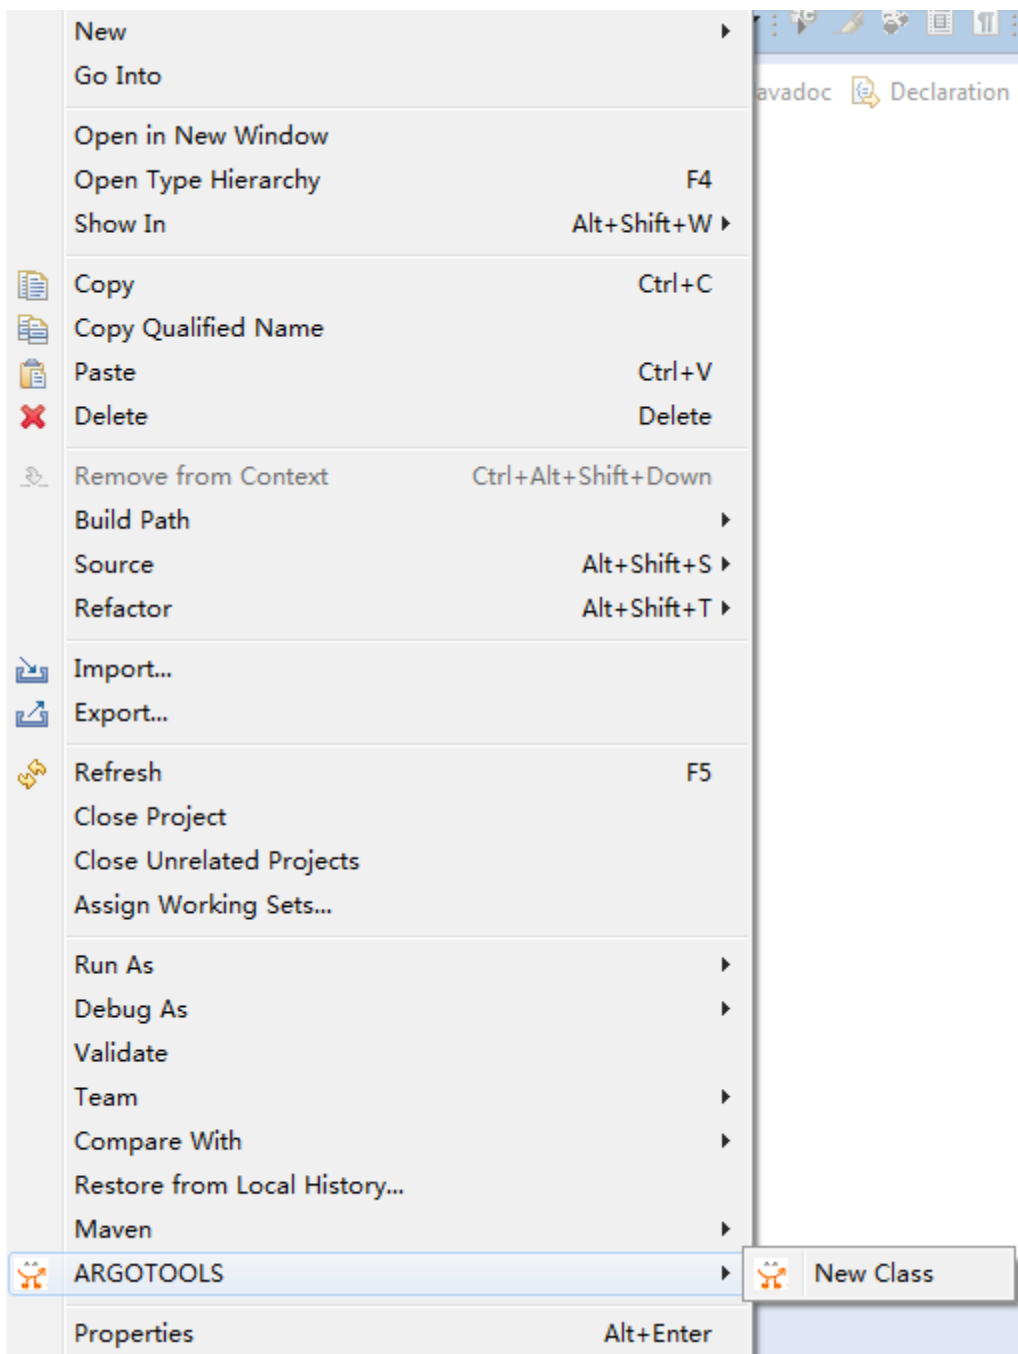 New
Go Into
avadoc Declaration
Open in New Window
Open Type Hierarchy F4
Show In Alt+Shift+W
Copy Ctrl+C
Copy Qualified Name
Paste Ctrl+V
Delete Delete
Remove from Context Ctrl+Alt+Shift+Down
Build Path
Source Alt+Shift+S
Refactor Alt+Shift+T
Import...
Export...
Refresh F5
Close Project
Close Unrelated Projects
Assign Working Sets...
Run As
Debug As
Validate
Team
Compare With
Restore from Local History...
Maven
ARGOTOOLS New Class
Properties Alt+Enter